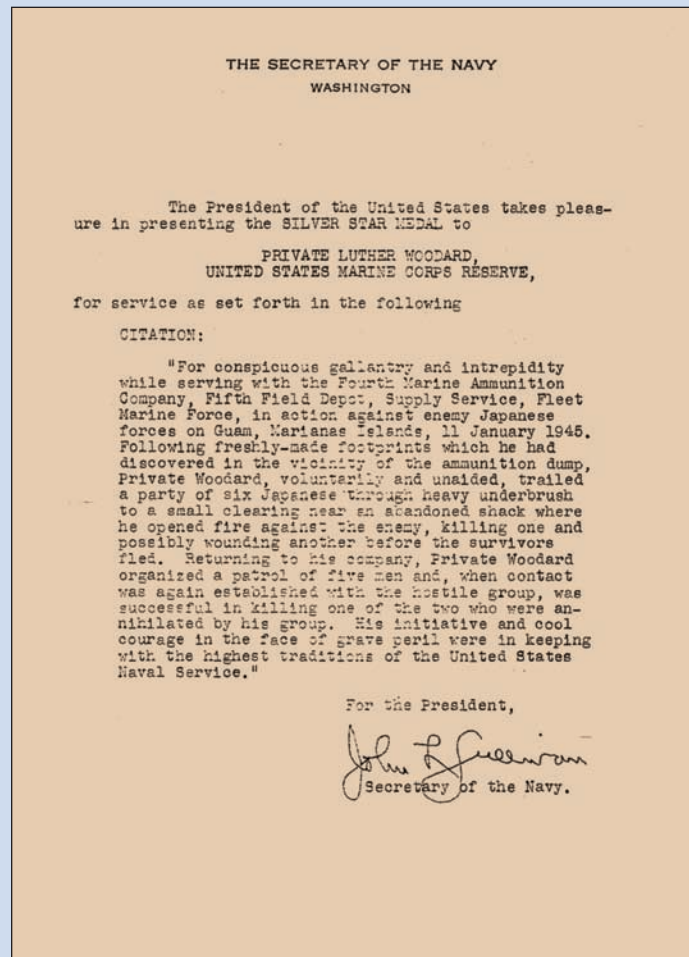 THE SECRETARY OF THE NAVY
WASHINGTON
The President of the United States takes pleas-
ure in presenting the SILVER STAR MEDAL to
PRIVATE LUTHER WOODARD,
UNITED STATES MARINE CORPS RESERVE,
for service as set forth in the following
CITATION:
"For conspicuous gallantry and intrepidity
while serving with the Fourth Marine Ammunition
Company, Fifth Field Depot, Supply Service, Fleet
Marine Force, in action against enemy Japanese
forces on Guam, Marianas Islands, 11 January 1945.
Following freshly-made footprints which he had
discovered in the vicinity of the ammunition dump,
Private Woodard, voluntarily and unaided, trailed
a party of six Japanese through heavy underbrush
to a small clearing near an abandoned shack where
he opened fire against the enemy, killing one and
possibly wounding another before the survivors
fled. Returning to his company, Private Woodard
organized a patrol of five men and, when contact
was again established with the hostile group, was
successful in killing one of the two who were an-
nihilated by his group. His initiative and cool
courage in the face of grave peril were in keeping
with the highest traditions of the United States
Naval Service."
For the President,
John L Sullivan
Secretary of the Navy.